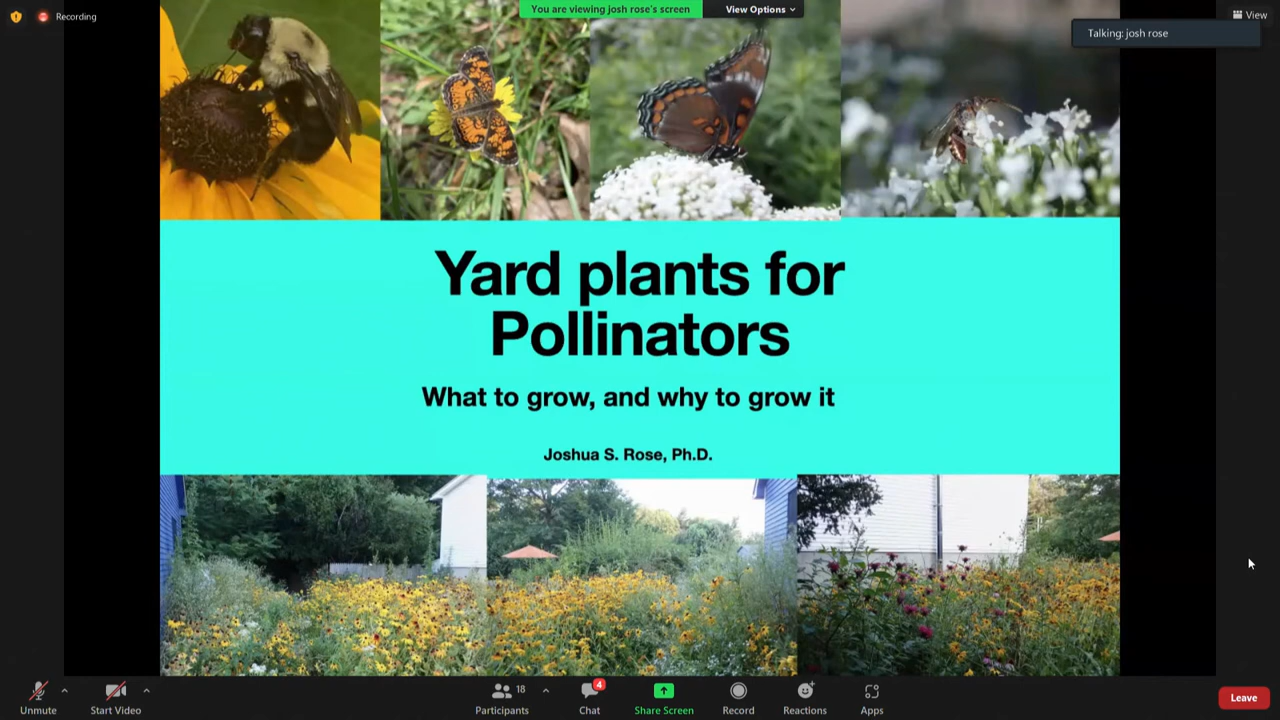 Recording
You are viewing josh rose's screen
View Options
View
Talking: josh rose
Yard plants for
Pollinators
What to grow, and why to grow it
Joshua S. Rose, Ph.D.
Unmute
Start Video
18
Participants
4
Chat
Share Screen
Record
Reactions
Apps
Leave